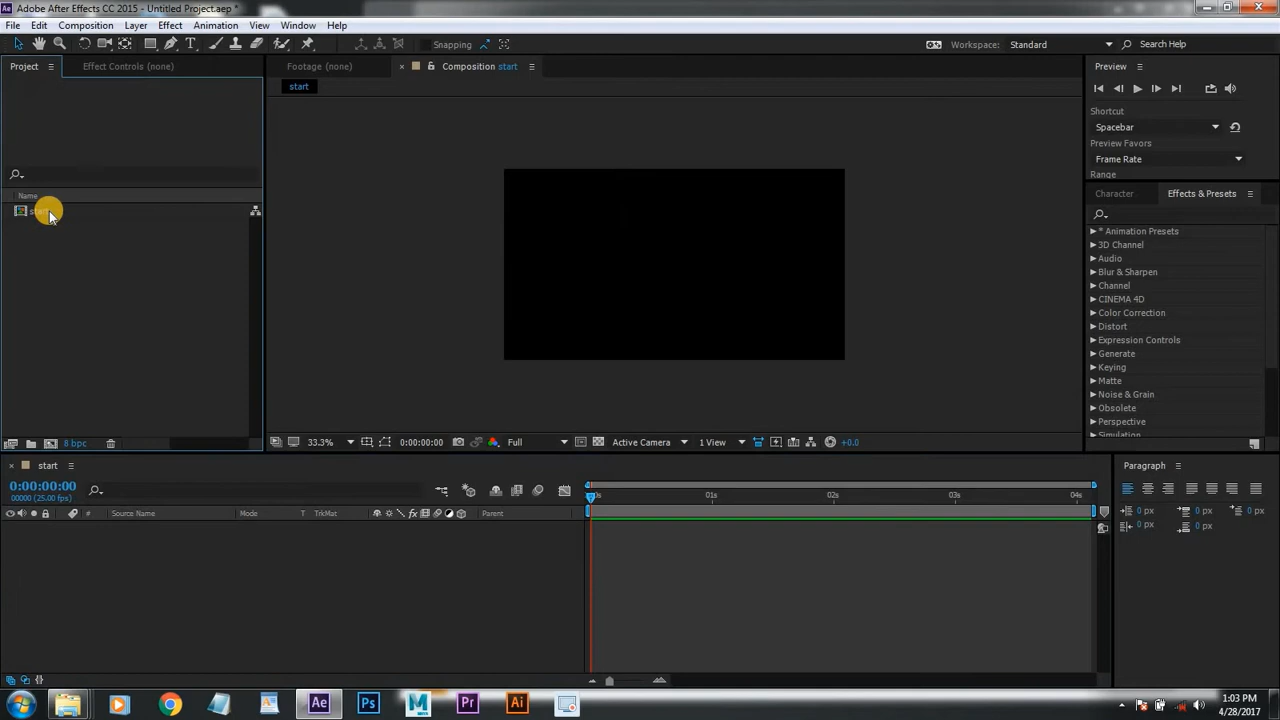 Adobe After Effects CC 2015 - Untitled Project.aep *
File Edit Composition Layer Effect Animation View Window Help
Snapping
Workspace: Standard
Search Help
Project
Effect Controls (none)
Footage (none)
Composition start
Preview
start
Shortcut
Spacebar
Preview Favors
Frame Rate
Range
Name
Character
Effects & Presets
* Animation Presets
3D Channel
Audio
Blur & Sharpen
Channel
CINEMA 4D
Color Correction
Distort
Expression Controls
Generate
Keying
Matte
Noise & Grain
Obsolete
Perspective
Simulation
8 bpc
33.3%
0:00:00:00
Full
Active Camera
1 View
+0.0
start
Paragraph
0:00:00:00
00000 (25.00 fps)
01s 02s 03s 04s
# Source Name Mode T TrkMat Parent
0 px 0 px 0 px
0 px 0 px
Ae Ps M Pr Ai
1:03 PM
4/28/2017